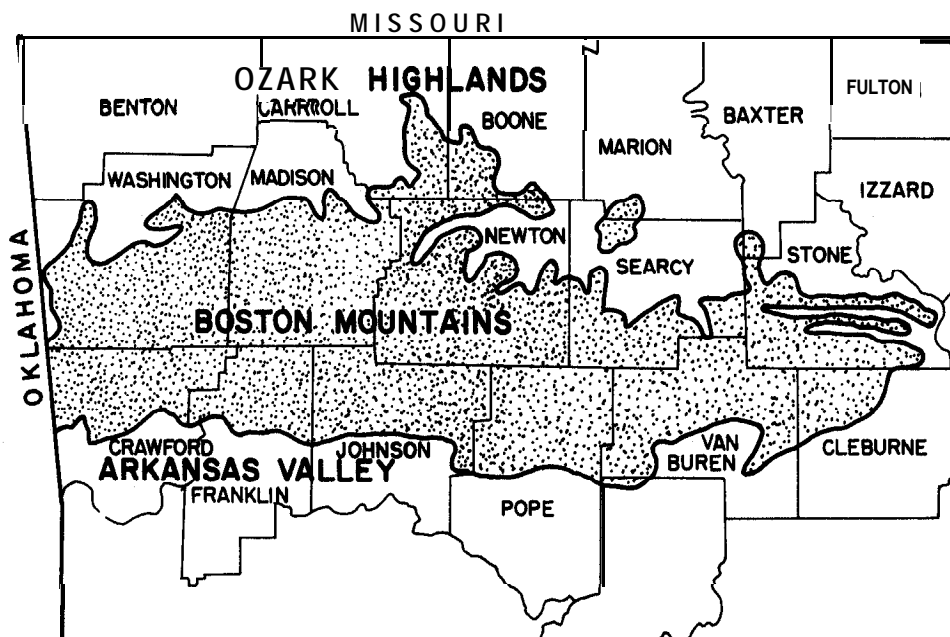 MISSOURI
OZARK HIGHLANDS
BENTON
CARROLL
BOONE
MARION
BAXTER
FULTON
WASHINGTON
MADISON
IZZARD
NEWTON
SEARCY
STONE
OKLAHOMA
BOSTON MOUNTAINS
CRAWFORD
JOHNSON
VAN
BUREN
CLEBURNE
ARKANSAS VALLEY
FRANKLIN
POPE